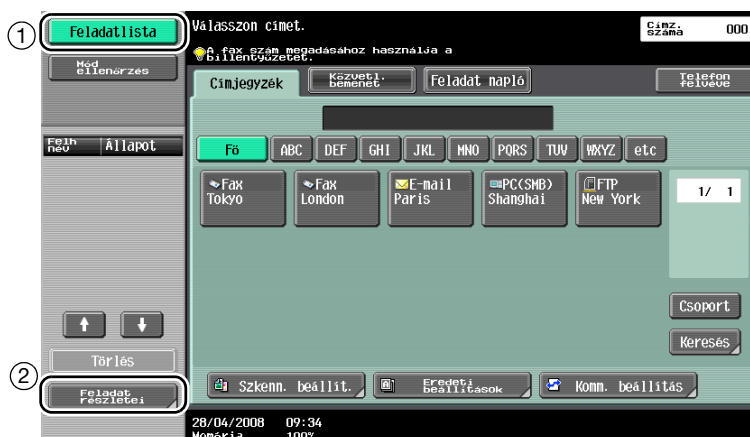 1
Feladatlista
Mód
ellenőrzés
Válasszon címet.
A fax szám megadásához használja a
billentyűzetet.
Címz.
száma
000
Címjegyzék
Közvetl.
bemenet
Feladat napló
Telefon
felvéve
Felh
név
Állapot
Fö
ABC
DEF
GHI
JKL
MNO
PQRS
TUV
WXYZ
etc
Fax
Tokyo
Fax
London
E-mail
Paris
PC(SMB)
Shanghai
FTP
New York
1/ 1
Csoport
Keresés
Törlés
2
Feladat
részletei
Szkenn. beállít.
Eredeti
beállítások
Komm. beállítás
28/04/2008 09:34
Memória 100%